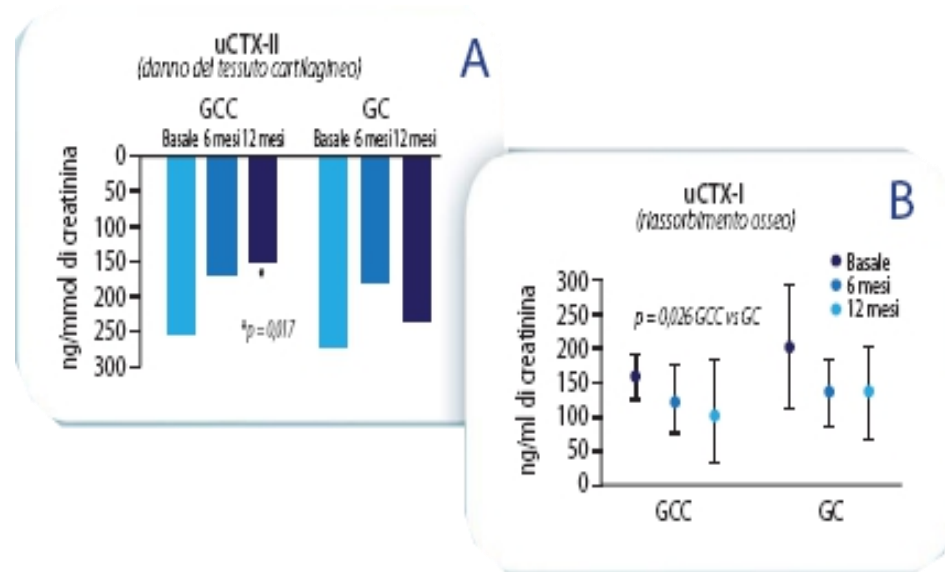 uCTX-II
(danno del tessuto cartilagineo)
A
GCC
GC
Basale 6 mesi 12 mesi
Basale 6 mesi 12 mesi
0
50
100
150
200
250
300
ng/mmol di creatinina
*
*p = 0,017
uCTX-I
(riassorbimento osseo)
B
Basale
6 mesi
12 mesi
p = 0,026 GCC vs GC
300
250
200
150
100
50
0
ng/ml di creatinina
GCC
GC